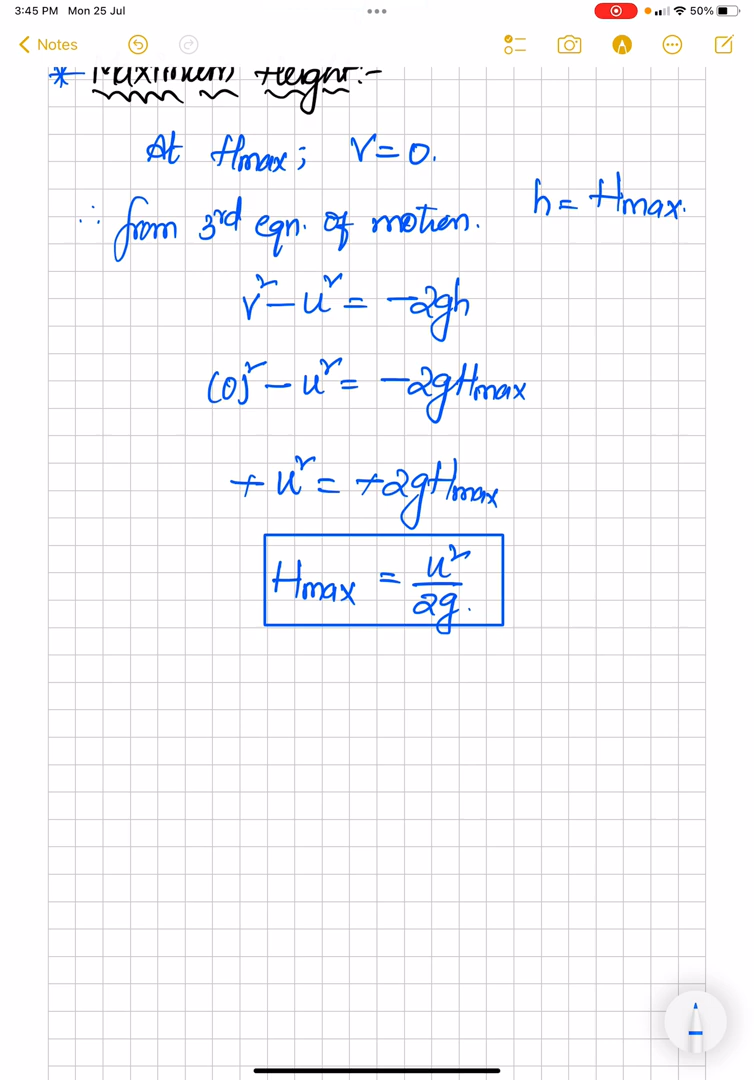 3:45 PM Mon 25 Jul 50%
Notes
* Maximum Height:-
At Hmax; V=0.
∴ from 3rd eqn. of motion. h= Hmax.
v² – u² = –2gh
(0)² – u² = –2gHmax
+ u² = +2gHmax
Hmax = u²/2g.